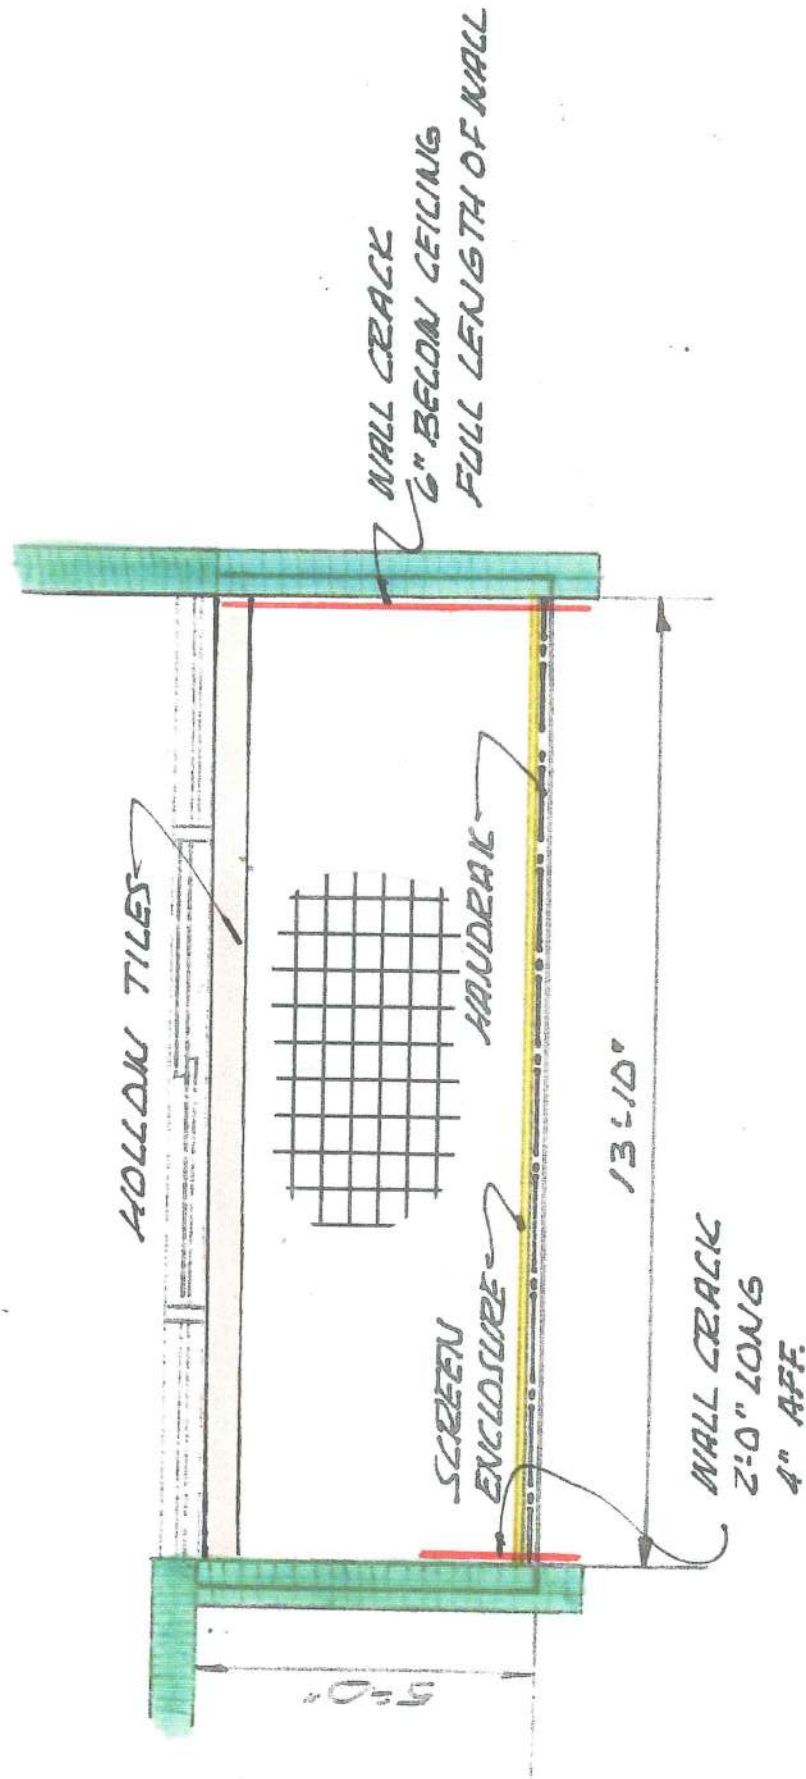 HOLLOW TILES
WALL CRACK
6" BELOW CEILING
FULL LENGTH OF WALL
SCREEN
ENCLOSURE
HANDRAIL
13'-10"
5'-0"
WALL CRACK
2'-0" LONG
4" AFF.